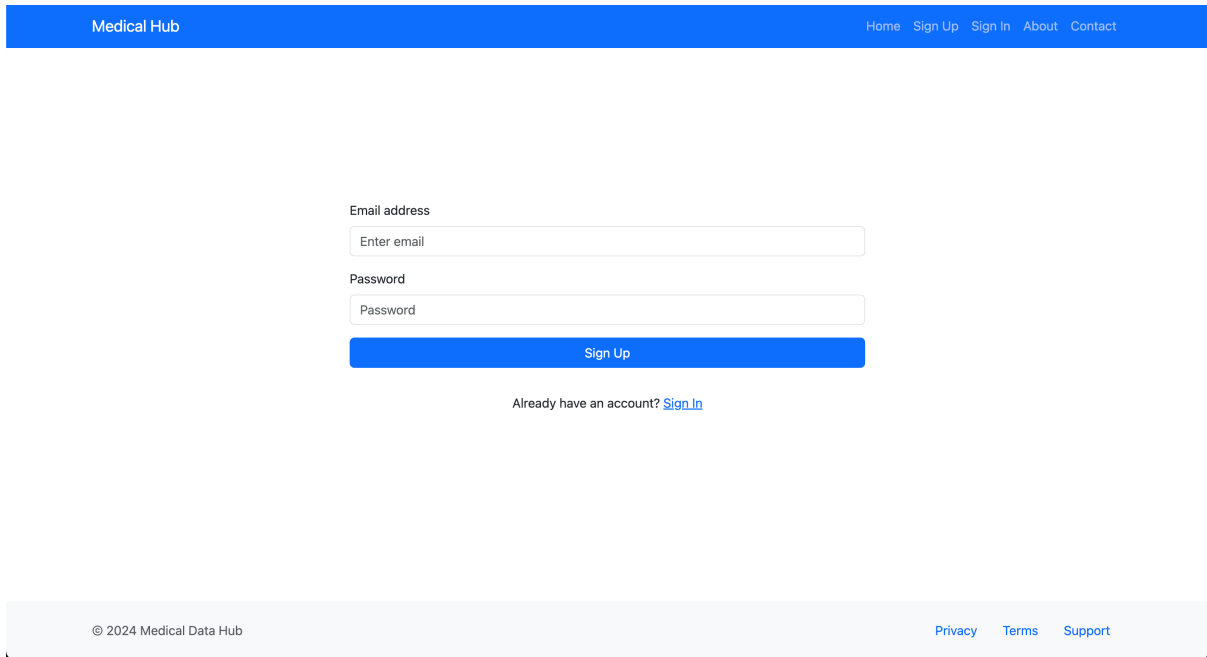 Medical Hub Home Sign Up Sign In About Contact
Email address
Enter email
Password
Password
Sign Up
Already have an account? Sign In
© 2024 Medical Data Hub Privacy Terms Support